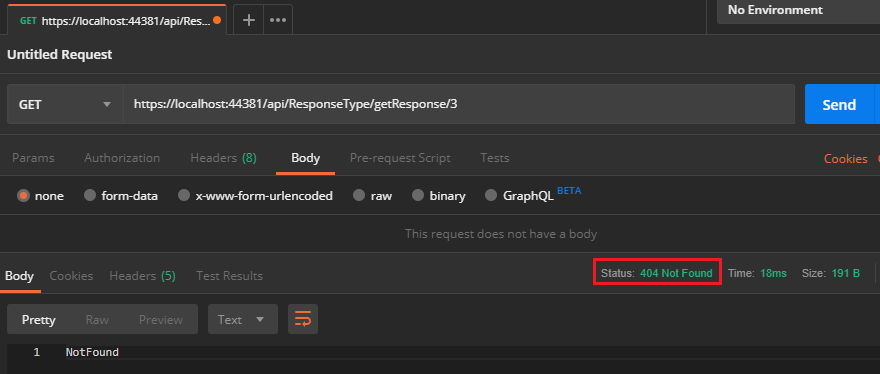 GET https://localhost:44381/api/Res... + ••• No Environment
Untitled Request
GET https://localhost:44381/api/ResponseType/getResponse/3 Send
Params Authorization Headers (8) Body Pre-request Script Tests Cookies
none form-data x-www-form-urlencoded raw binary GraphQL BETA
This request does not have a body
Body Cookies Headers (5) Test Results Status: 404 Not Found Time: 18ms Size: 191 B
Pretty Raw Preview Text
1 NotFound